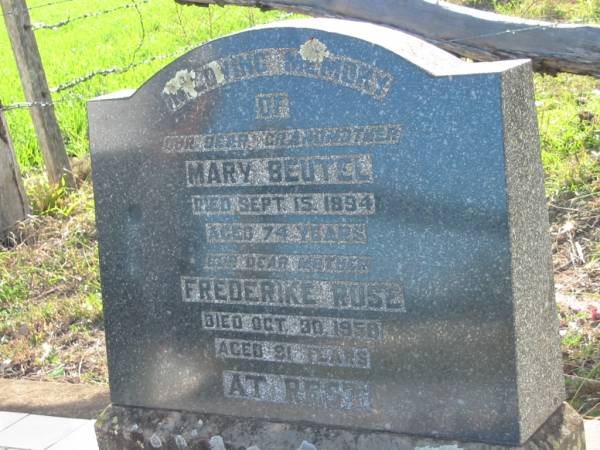 IN LOVING MEMORY
OF
OUR DEAR GRANDMOTHER
MARY BEUTEL
DIED SEPT. 15. 1894
AGED 74 YEARS
OUR DEAR MOTHER
FREDERIKE ROSE
DIED OCT. 30. 1950
AGED 91 YEARS
AT REST.